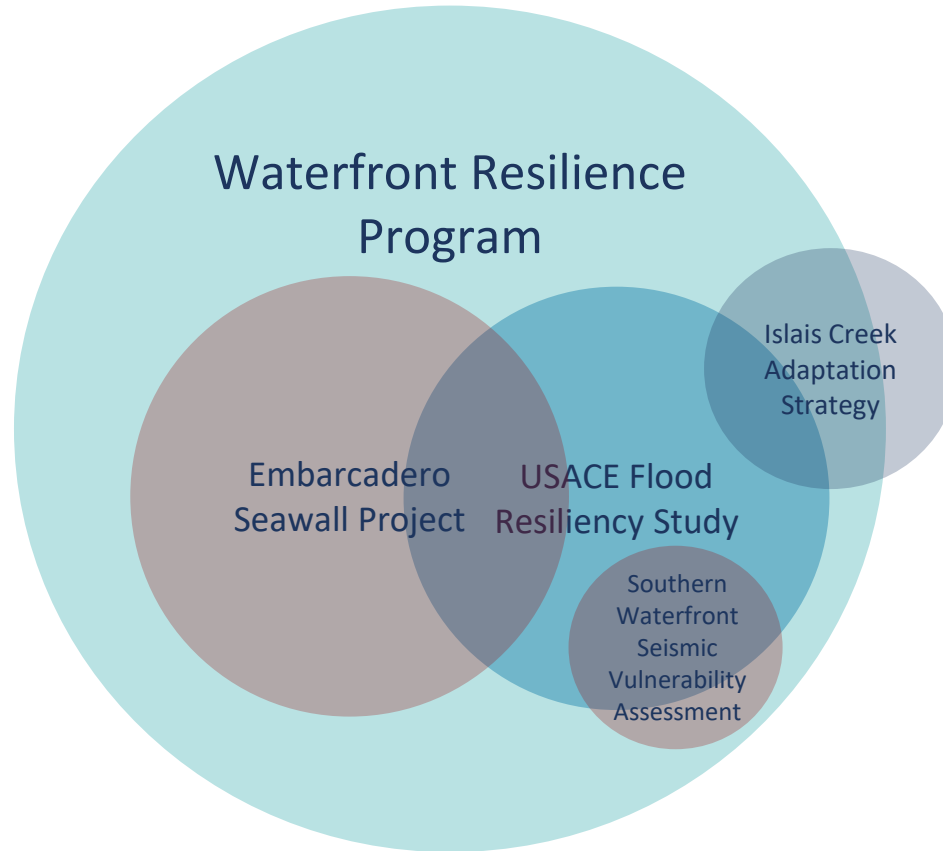 Waterfront Resilience
Program
Islais Creek
Adaptation
Strategy
Embarcadero
Seawall Project
USACE Flood
Resiliency Study
Southern
Waterfront
Seismic
Vulnerability
Assessment